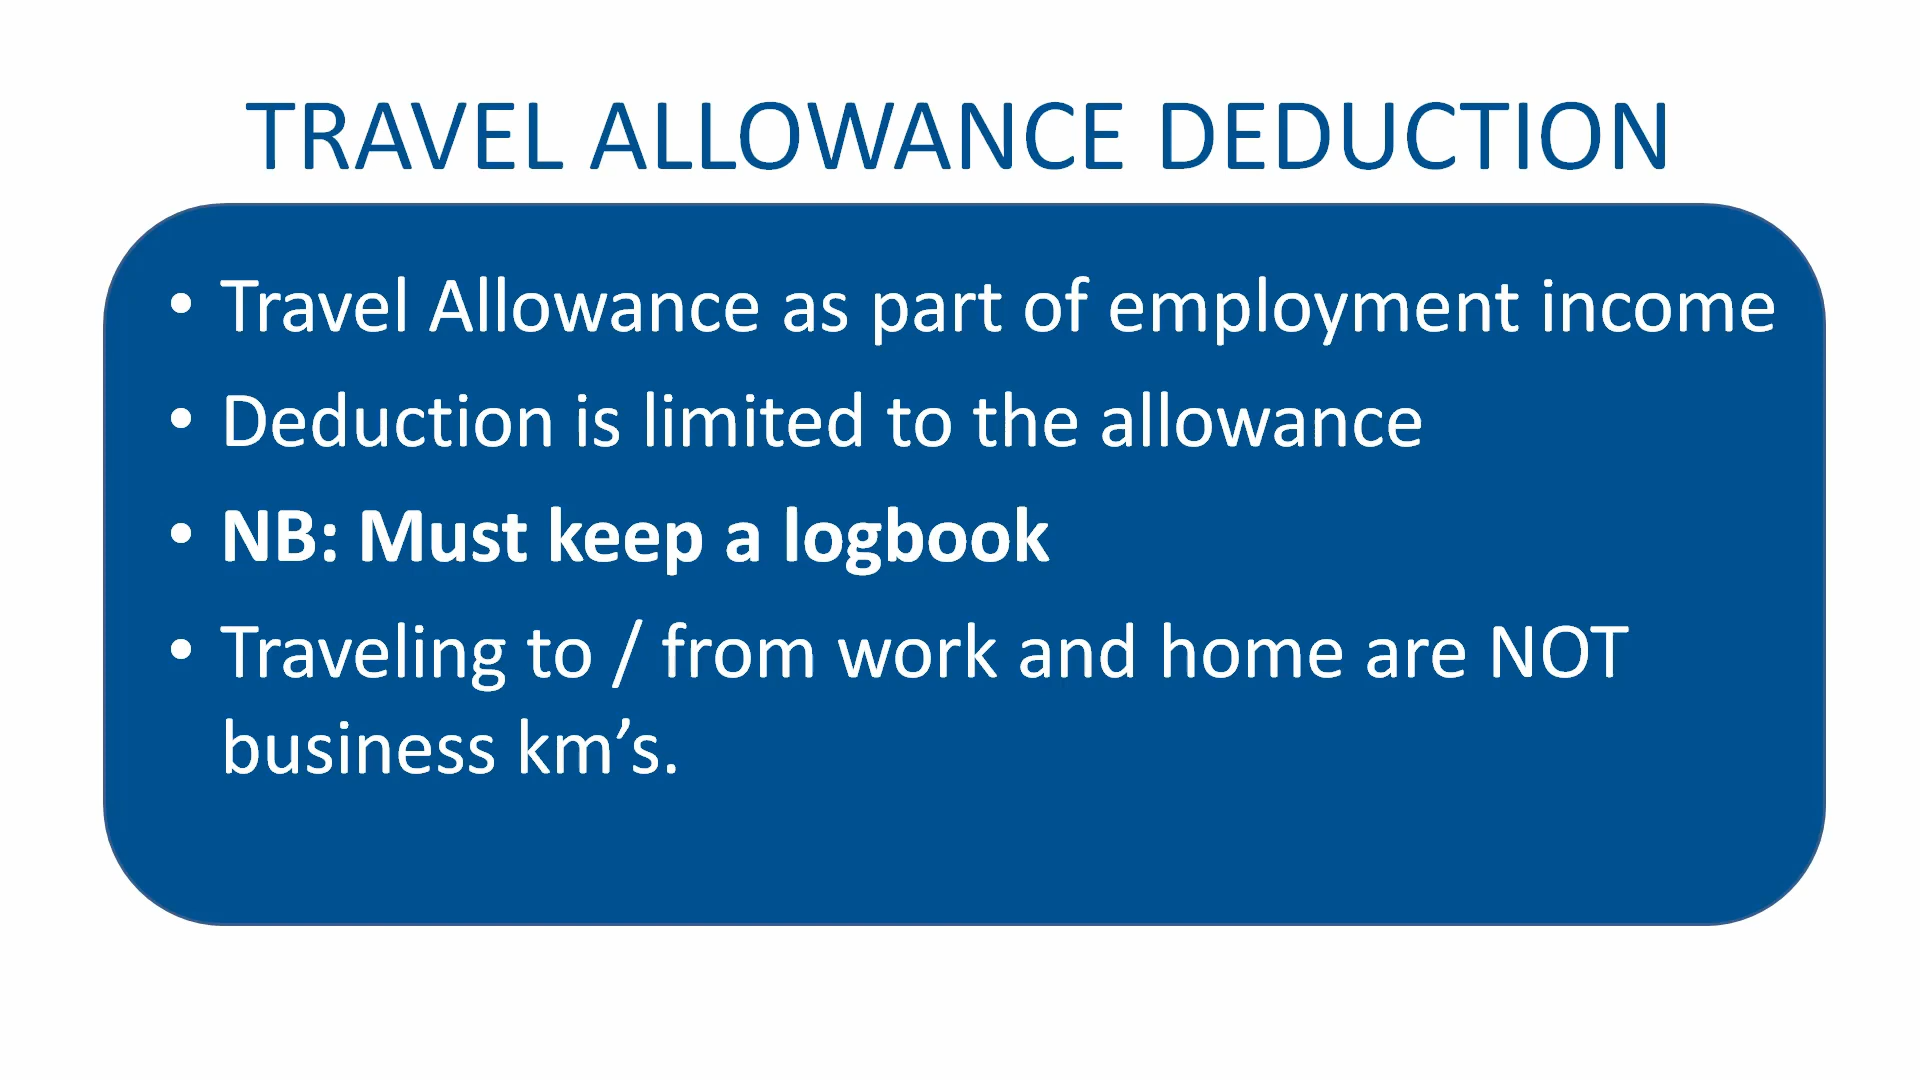 TRAVEL ALLOWANCE DEDUCTION
• Travel Allowance as part of employment income
• Deduction is limited to the allowance
• NB: Must keep a logbook
• Traveling to / from work and home are NOT
business km’s.